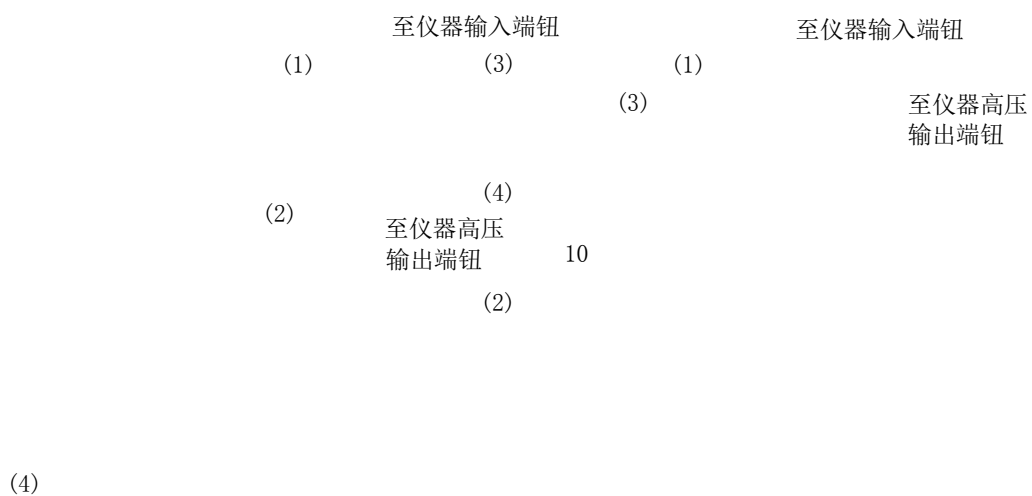 至仪器输入端钮
至仪器输入端钮
(1)
(3)
(1)
(3)
至仪器高压
输出端钮
(4)
(2)
至仪器高压
输出端钮
10
(2)
(4)